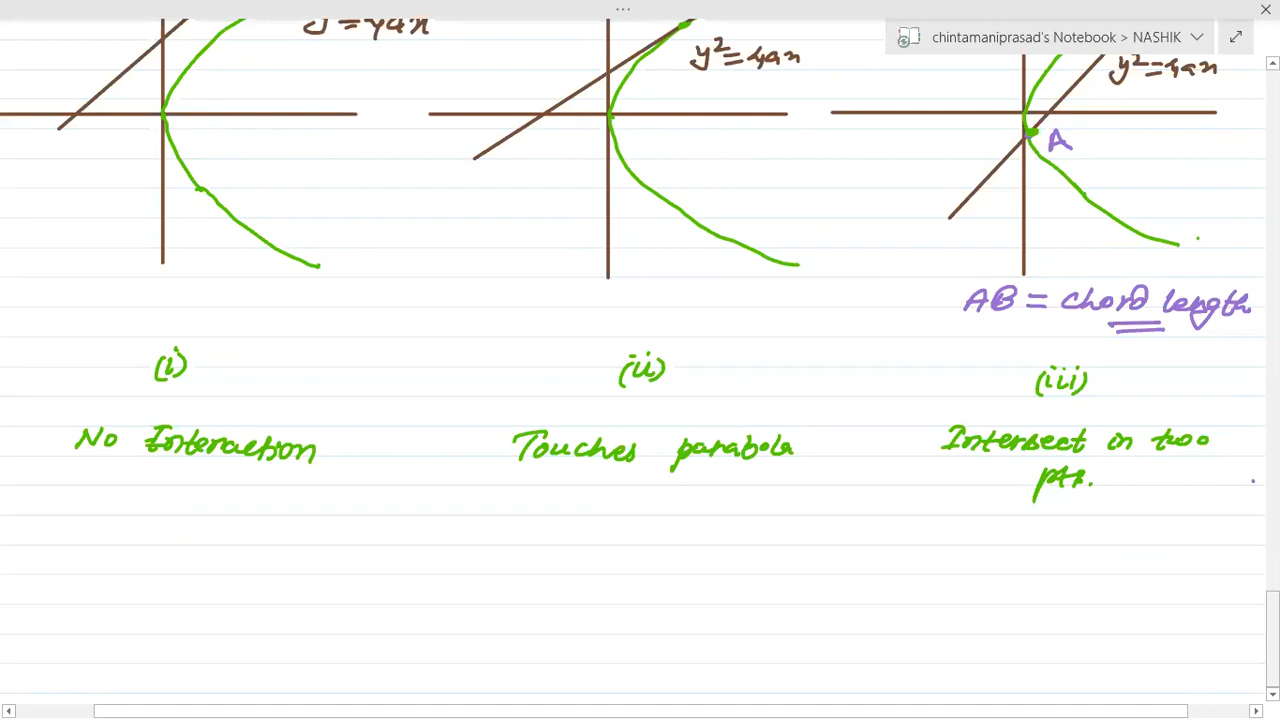 chintamaniprasad's Notebook > NASHIK
y² = 4ax
y² = 4ax
A
AB = chord length
(i)
(ii)
(iii)
No Interaction
Touches parabola
Intersect in two
pts.